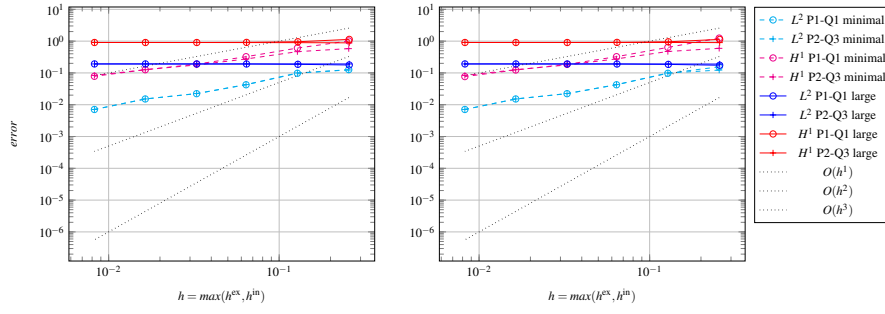 10^1
10^0
10^-1
10^-2
10^-3
10^-4
10^-5
10^-6
error
10^-2
10^-1
h = max(h^ex, h^in)
10^1
10^0
10^-1
10^-2
10^-3
10^-4
10^-5
10^-6
10^-2
10^-1
h = max(h^ex, h^in)
L^2 P1-Q1 minimal
L^2 P2-Q3 minimal
H^1 P1-Q1 minimal
H^1 P2-Q3 minimal
L^2 P1-Q1 large
L^2 P2-Q3 large
H^1 P1-Q1 large
H^1 P2-Q3 large
O(h^1)
O(h^2)
O(h^3)